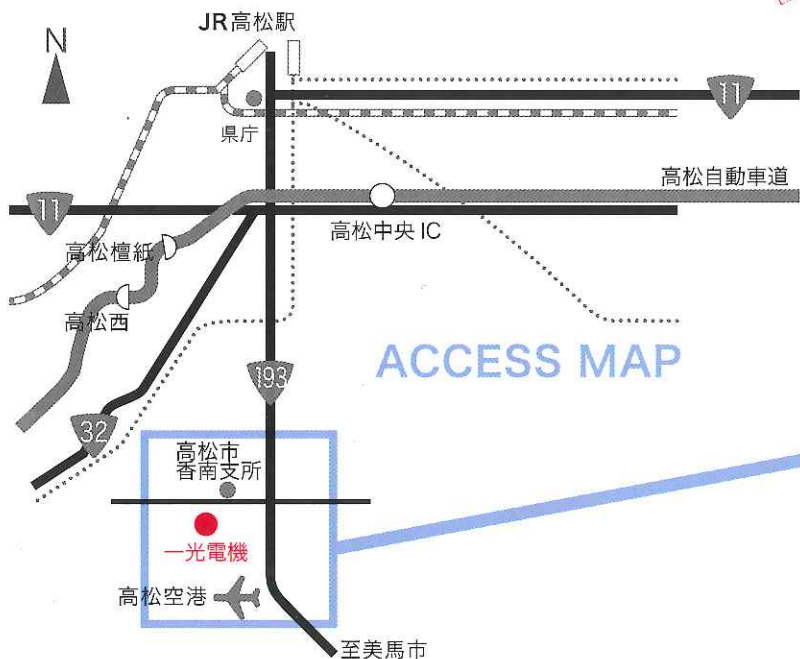 JR高松駅
N
県庁
11
高松自動車道
11
高松中央IC
高松檀紙
高松西
ACCESS MAP
193
32
高松市
香南支所
一光電機
高松空港
至美馬市